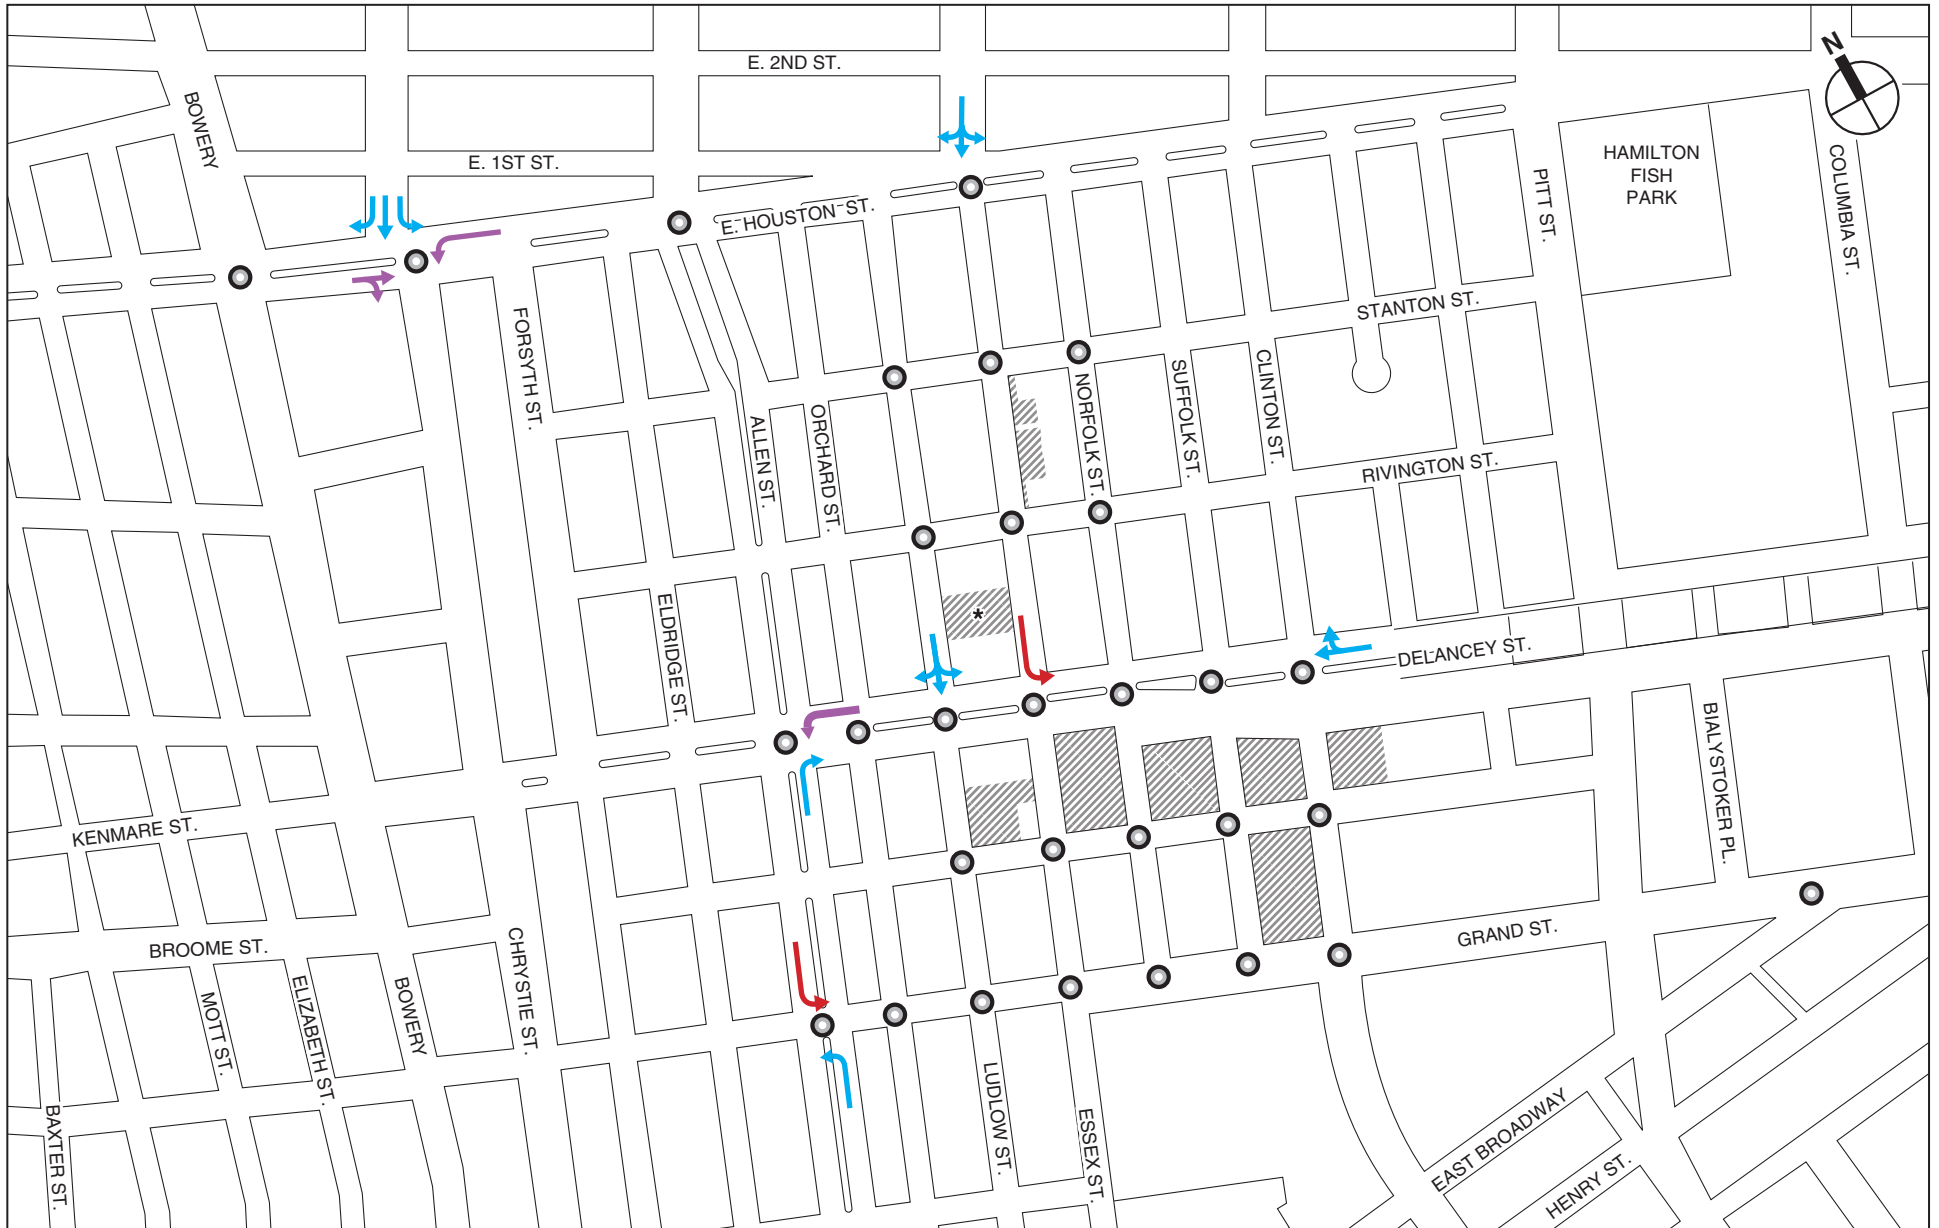 E. 2ND ST.
N
BOWERY
E. 1ST ST.
HAMILTON
FISH
PARK
COLUMBIA ST.
PITT ST.
E. HOUSTON ST.
STANTON ST.
FORSYTH ST.
ALLEN ST.
ORCHARD ST.
NORFOLK ST.
SUFFOLK ST.
CLINTON ST.
RIVINGTON ST.
ELDRIDGE ST.
*
DELANCEY ST.
BIALYSTOKER PL.
KENMARE ST.
BROOME ST.
GRAND ST.
MOTT ST.
ELIZABETH ST.
BOWERY
CHRYSTIE ST.
BAXTER ST.
LUDLOW ST.
ESSEX ST.
EAST BROADWAY
HENRY ST.